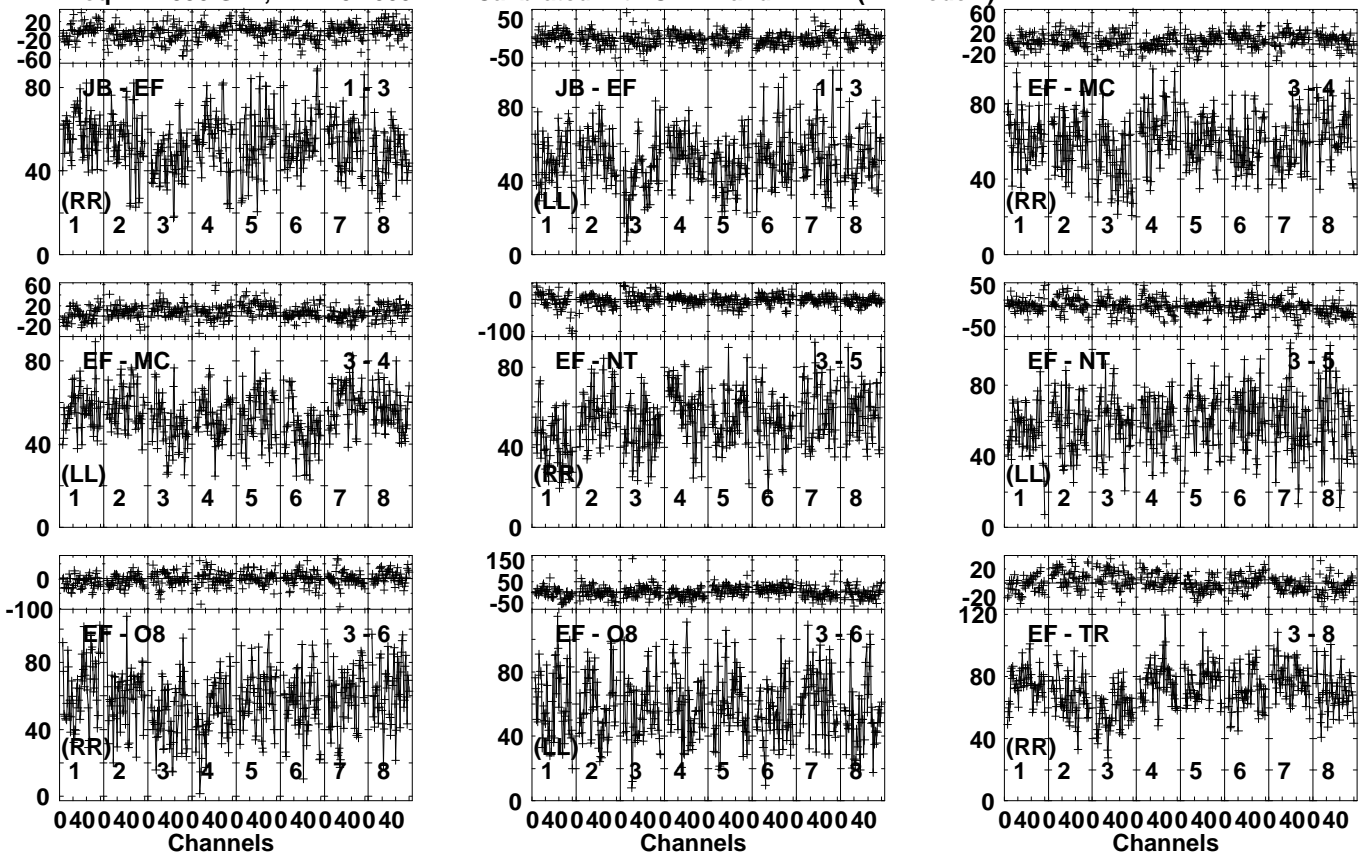 20 -20 -60
80 40 0
JB - EF 1 - 3
(RR)
1 2 3 4 5 6 7 8
50 -50
80 40 0
JB - EF 1 - 3
(LL)
1 2 3 4 5 6 7 8
60 20 -20
80 40 0
EF - MC 3 - 4
(RR)
1 2 3 4 5 6 7 8
60 20 -20
80 40 0
EF - MC 3 - 4
(LL)
1 2 3 4 5 6 7 8
0 -100
80 40 0
EF - NT 3 - 5
(RR)
1 2 3 4 5 6 7 8
50 -50
80 40 0
EF - NT 3 - 5
(LL)
1 2 3 4 5 6 7 8
0 -100
80 40 0
EF - O8 3 - 6
(RR)
1 2 3 4 5 6 7 8
0 40 0 40 0 40 0 40 0 40 0 40 0 40 0 40
Channels
150 50 -50
80 40 0
EF - O8 3 - 6
(LL)
1 2 3 4 5 6 7 8
0 40 0 40 0 40 0 40 0 40 0 40 0 40 0 40
Channels
20 -20
120 80 40 0
EF - TR 3 - 8
(RR)
1 2 3 4 5 6 7 8
0 40 0 40 0 40 0 40 0 40 0 40 0 40 0 40
Channels